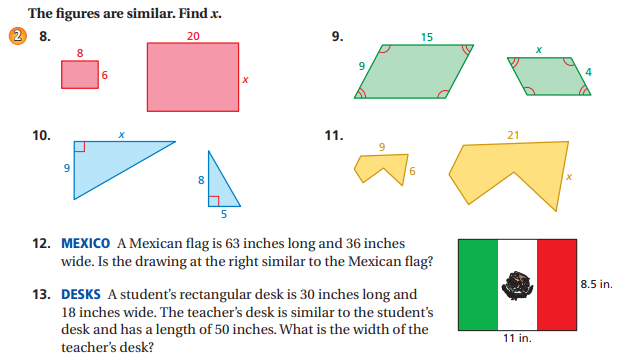 The figures are similar. Find x.
2 8.
8
6
20
x
9.
15
9
x
4
10.
x
9
8
5
11.
9
6
21
x
12. MEXICO A Mexican flag is 63 inches long and 36 inches
wide. Is the drawing at the right similar to the Mexican flag?
8.5 in.
11 in.
13. DESKS A student's rectangular desk is 30 inches long and
18 inches wide. The teacher's desk is similar to the student's
desk and has a length of 50 inches. What is the width of the
teacher's desk?